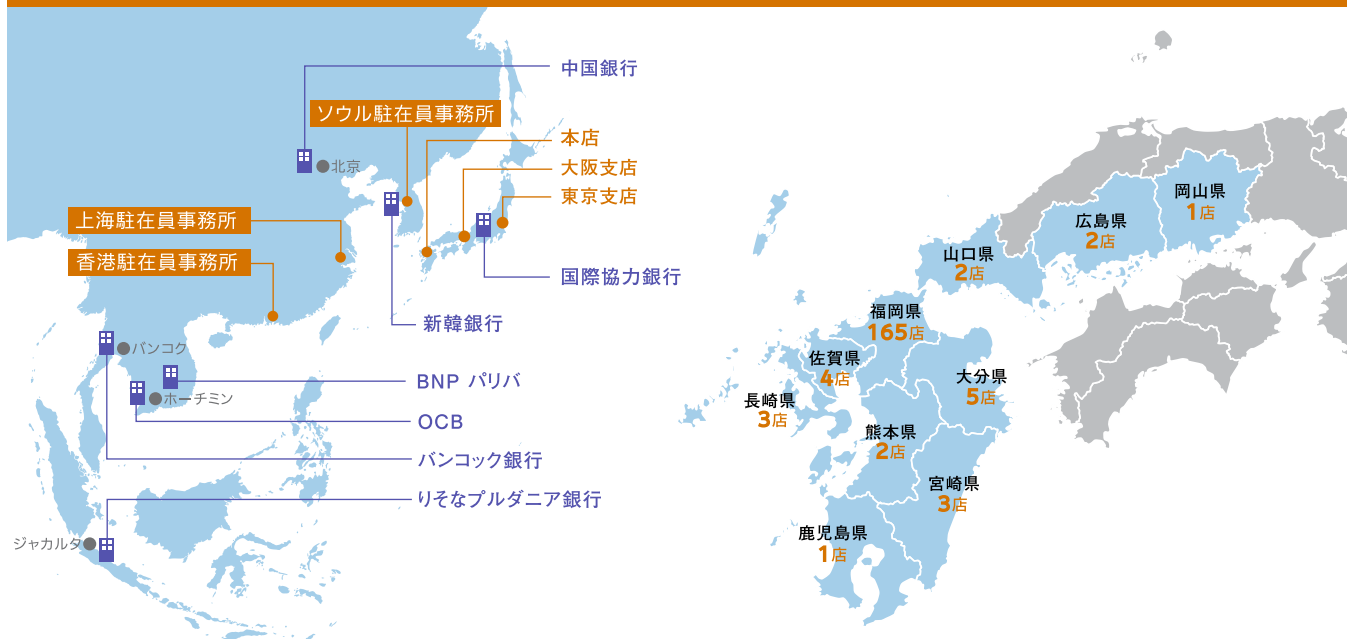 中国銀行
ソウル駐在員事務所
本店
北京
大阪支店
東京支店
上海駐在員事務所
香港駐在員事務所
国際協力銀行
新韓銀行
バンコク
BNP パリバ
ホーチミン
OCB
バンコック銀行
りそなプルダニア銀行
ジャカルタ
岡山県
1店
広島県
2店
山口県
2店
福岡県
165店
佐賀県
4店
大分県
5店
長崎県
3店
熊本県
2店
宮崎県
3店
鹿児島県
1店